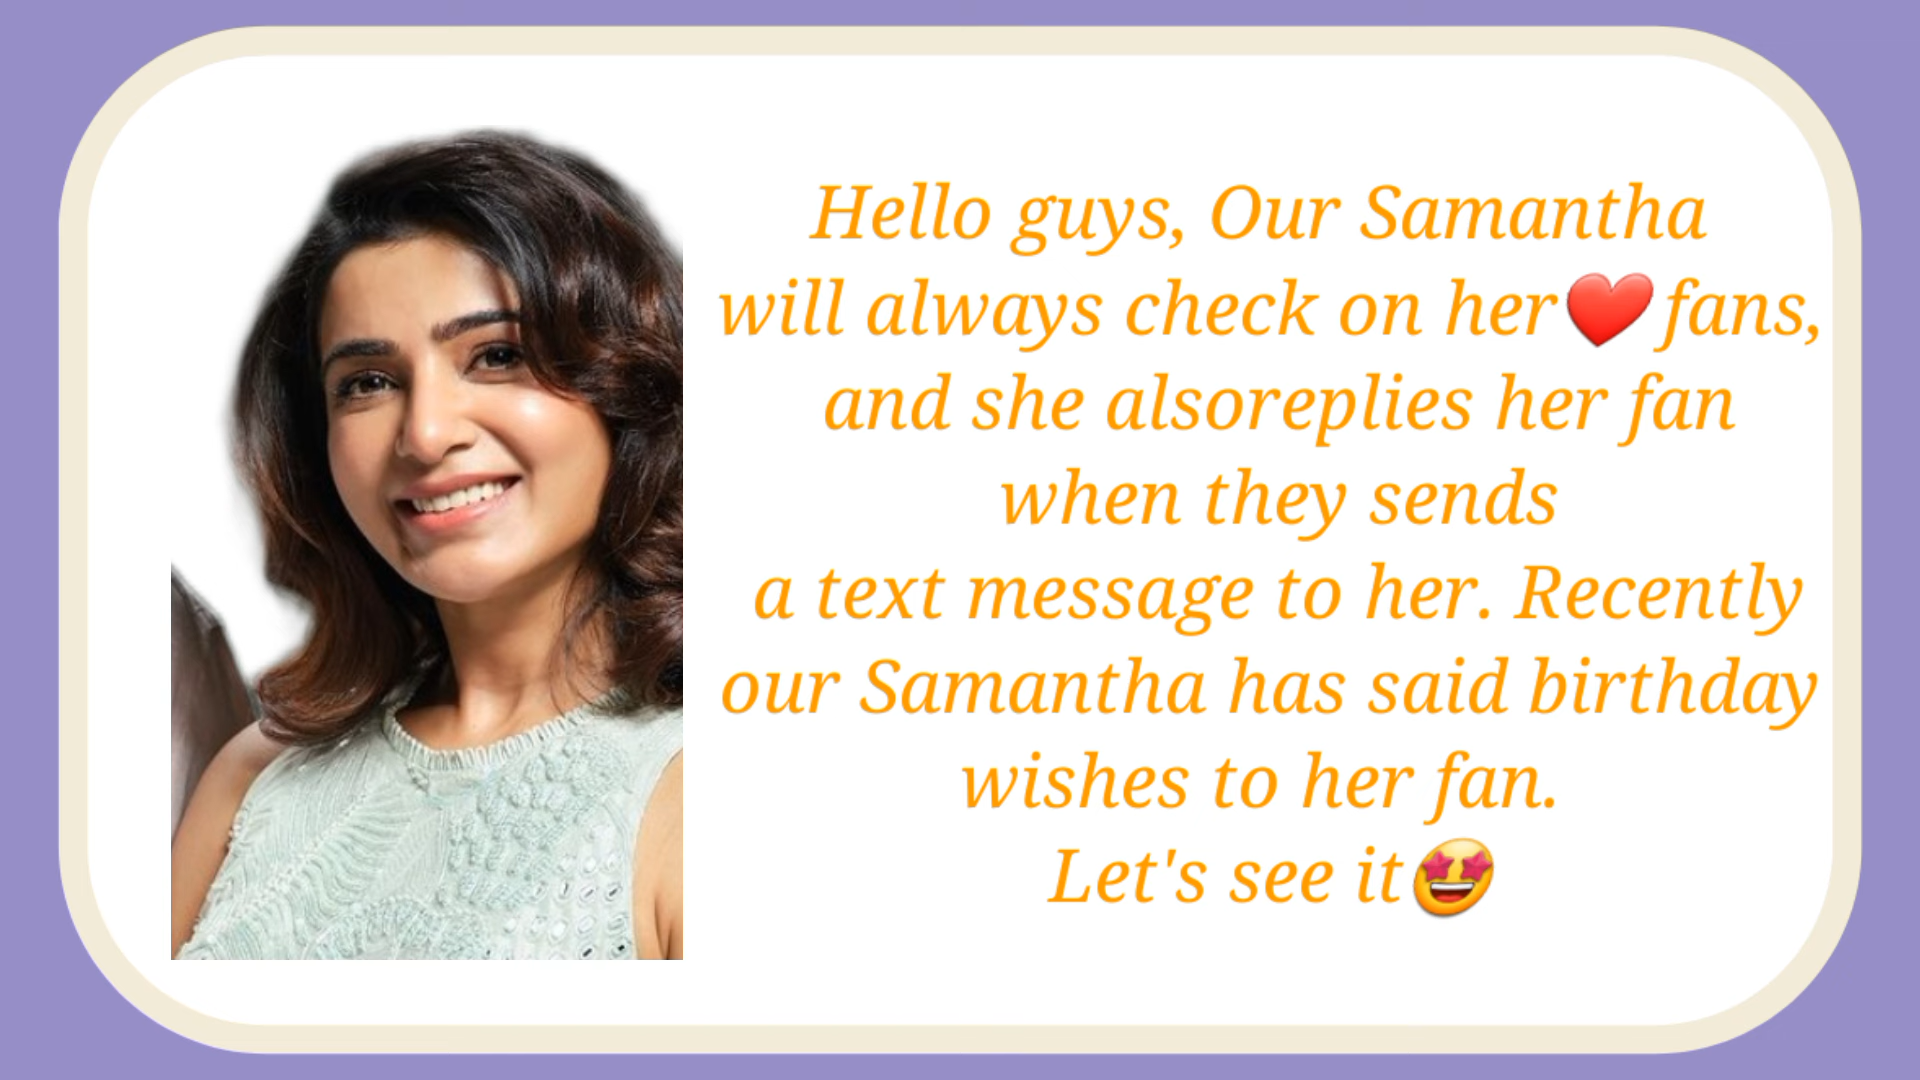 Hello guys, Our Samantha
will always check on her❤️fans,
and she alsoreplies her fan
when they sends
a text message to her. Recently
our Samantha has said birthday
wishes to her fan.
Let's see it🤩